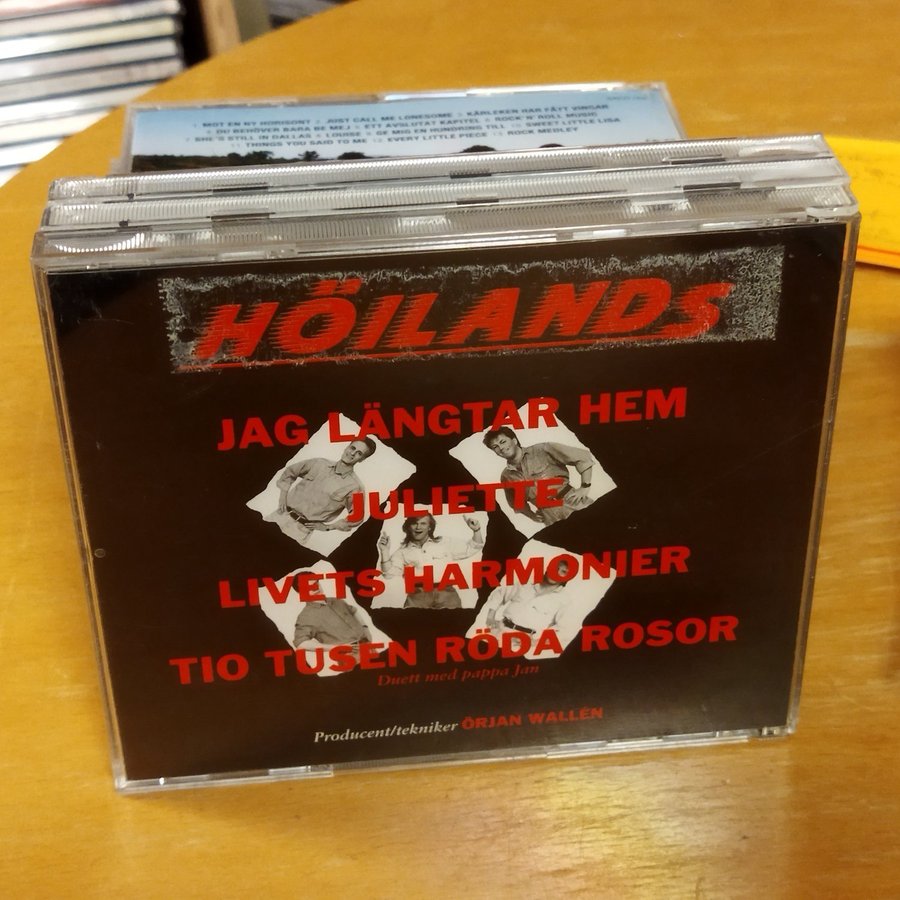 1 MOT EN NY HORISONT 2 JUST CALL ME LONESOME 3 KÄRLEKEN HAR FÅTT VINGAR
4 DU BEHÖVER BARA BE MEJ 5 ETT AVSLUTAT KAPITEL 6 ROCK'N'ROLL MUSIC
7 SHE'S STILL IN DALLAS 8 LOUISE 9 GE MIG EN HUNDRING TILL 10 SWEET LITTLE LISA
11 THINGS YOU SAID TO ME 12 EVERY LITTLE PIECE 13 ROCK MEDLEY
HÖILANDS
JAG LÄNGTAR HEM
JULIETTE
LIVETS HARMONIER
TIO TUSEN RÖDA ROSOR
Duett med pappa Jan
Producent/tekniker ÖRJAN WALLÉN